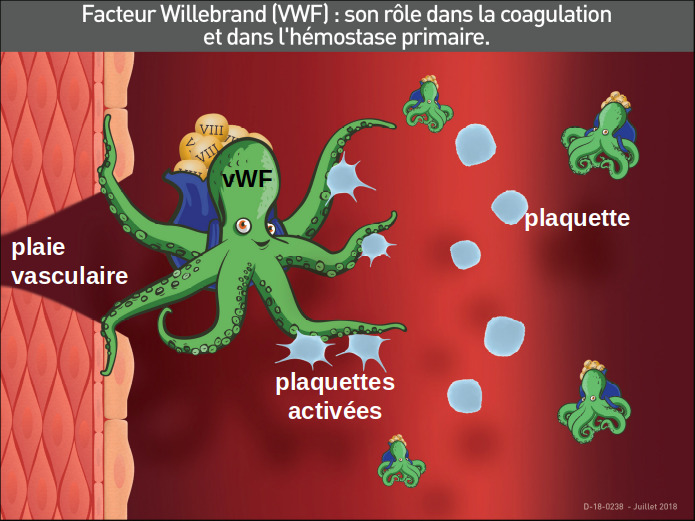 Facteur Willebrand (VWF) : son rôle dans la coagulation
et dans l'hémostase primaire.
VIII
VIII
vWF
plaquette
plaie
vasculaire
plaquettes
activées
D-18-0238 - Juillet 2018